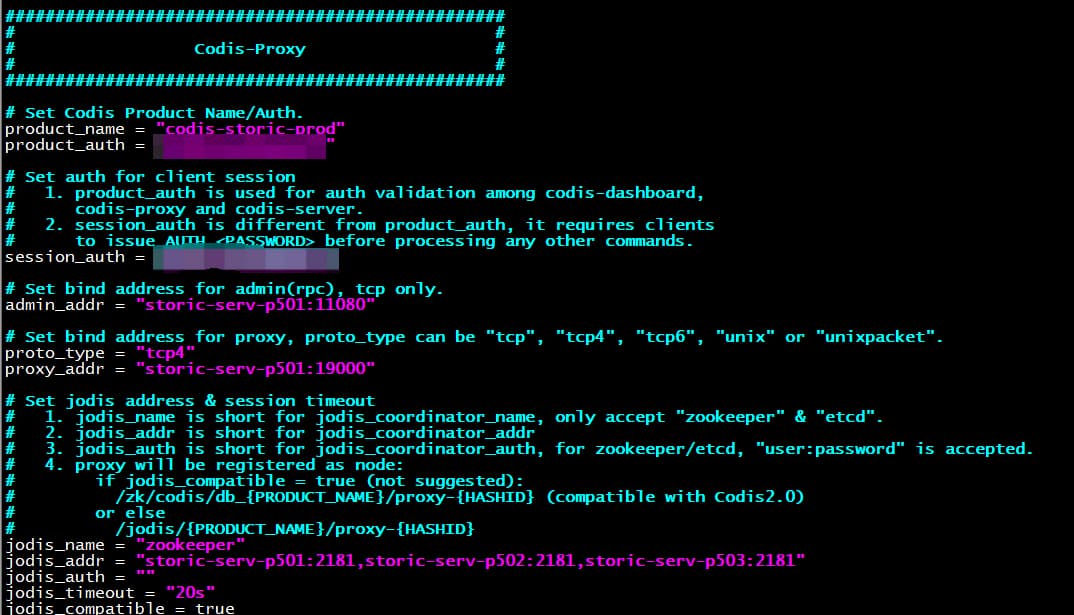 ##################################################
#                                                #
#                  Codis-Proxy                   #
#                                                #
##################################################
# Set Codis Product Name/Auth.
product_name = "codis-storic-prod"
product_auth = "
# Set auth for client session
#   1. product_auth is used for auth validation among codis-dashboard,
#      codis-proxy and codis-server.
#   2. session_auth is different from product_auth, it requires clients
#      to issue AUTH <PASSWORD> before processing any other commands.
session_auth =
# Set bind address for admin(rpc), tcp only.
admin_addr = "storic-serv-p501:11080"
# Set bind address for proxy, proto_type can be "tcp", "tcp4", "tcp6", "unix" or "unixpacket".
proto_type = "tcp4"
proxy_addr = "storic-serv-p501:19000"
# Set jodis address & session timeout
#   1. jodis_name is short for jodis_coordinator_name, only accept "zookeeper" & "etcd".
#   2. jodis_addr is short for jodis_coordinator_addr
#   3. jodis_auth is short for jodis_coordinator_auth, for zookeeper/etcd, "user:password" is accepted.
#   4. proxy will be registered as node:
#        if jodis_compatible = true (not suggested):
#          /zk/codis/db_{PRODUCT_NAME}/proxy-{HASHID} (compatible with Codis2.0)
#        or else
#          /jodis/{PRODUCT_NAME}/proxy-{HASHID}
jodis_name = "zookeeper"
jodis_addr = "storic-serv-p501:2181,storic-serv-p502:2181,storic-serv-p503:2181"
jodis_auth = ""
jodis_timeout = "20s"
jodis_compatible = true